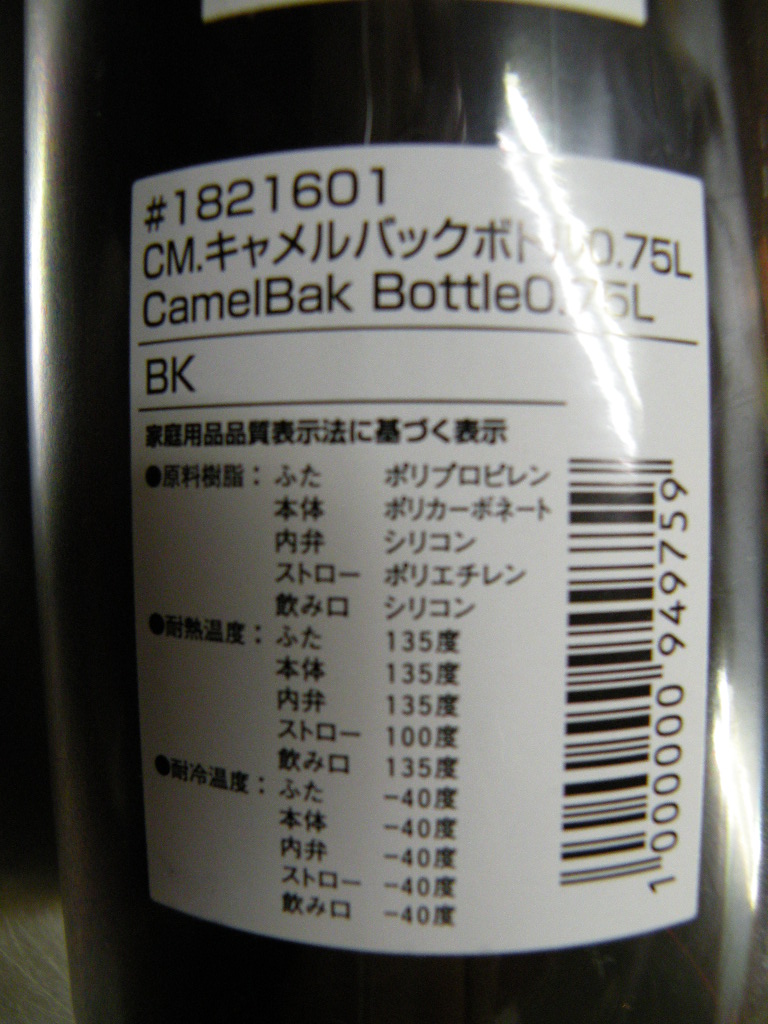 #1821601
CM.キャメルバックボトル0.75L
CamelBak Bottle0.75L
BK
家庭用品品質表示法に基づく表示
●原料樹脂： ふた ポリプロピレン
本体 ポリカーボネート
内弁 シリコン
ストロー ポリエチレン
飲み口 シリコン
●耐熱温度： ふた 135度
本体 135度
内弁 135度
ストロー 100度
飲み口 135度
●耐冷温度： ふた -40度
本体 -40度
内弁 -40度
ストロー -40度
飲み口 -40度
1000000 949759